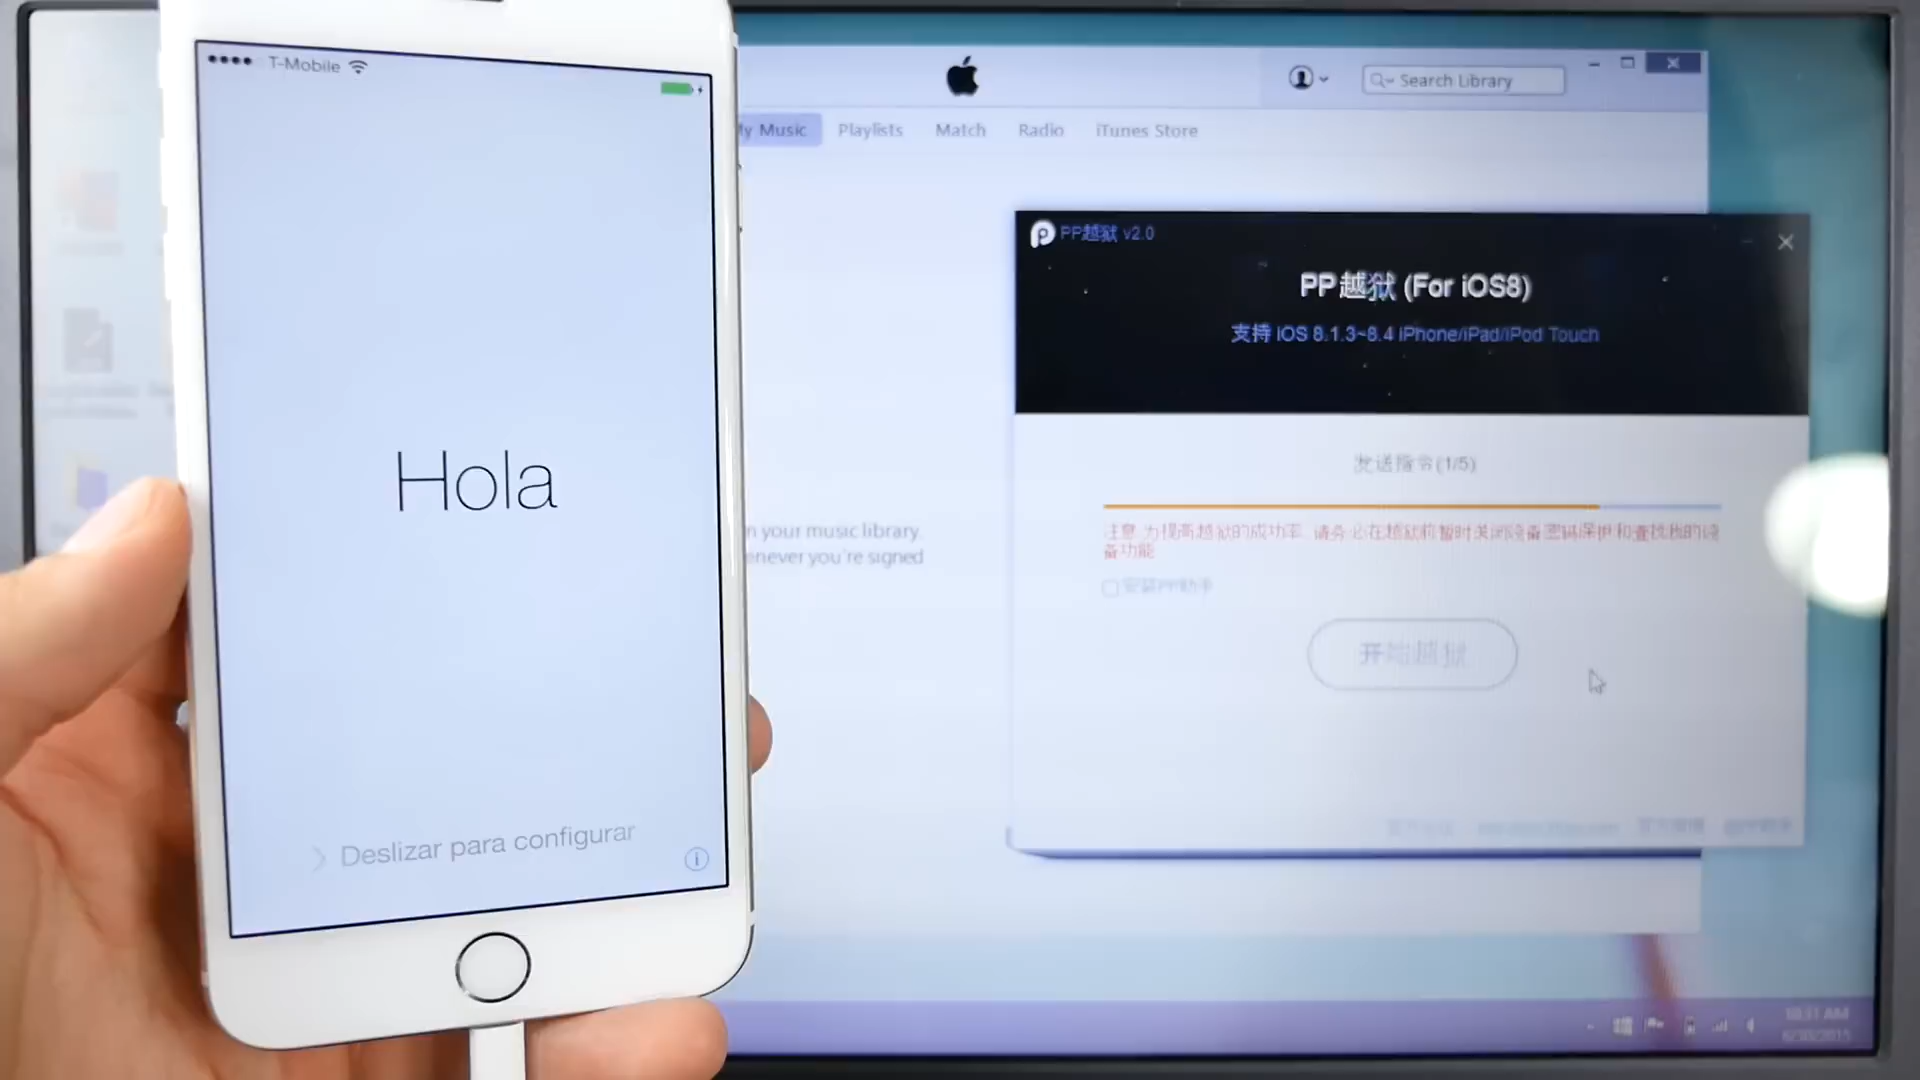 T-Mobile
Hola
Deslizar para configurar
i
Search Library
My Music
Playlists
Match
Radio
iTunes Store
n your music library.
enever you're signed
PP越狱 v2.0
PP越狱 (For iOS8)
支持 iOS 8.1.3~8.4 iPhone/iPad/iPod Touch
发送指令(1/5)
注意:为提高越狱的成功率, 请务必在越狱前暂时关闭设备密码保护和查找我的设
备功能
安装PP助手
开始越狱